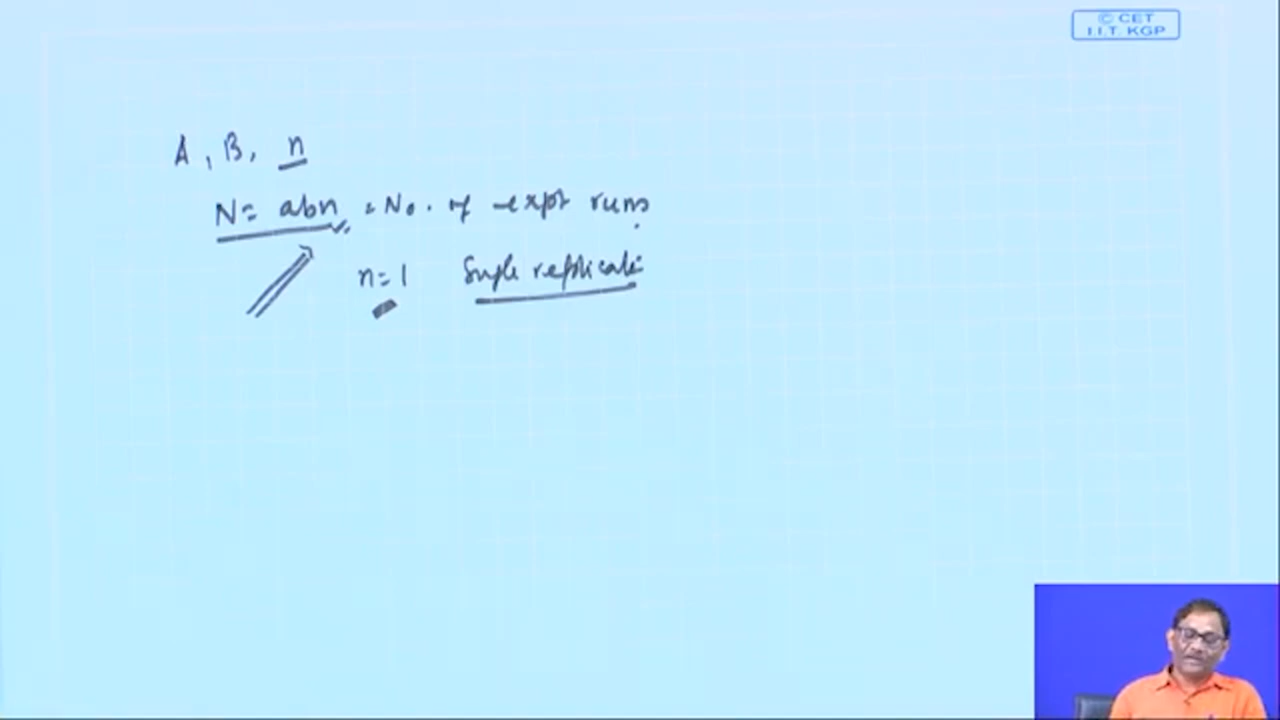 © CET
I.I.T. KGP
A, B, n
N = abn = No. of expt runs
n = 1 Single replicate